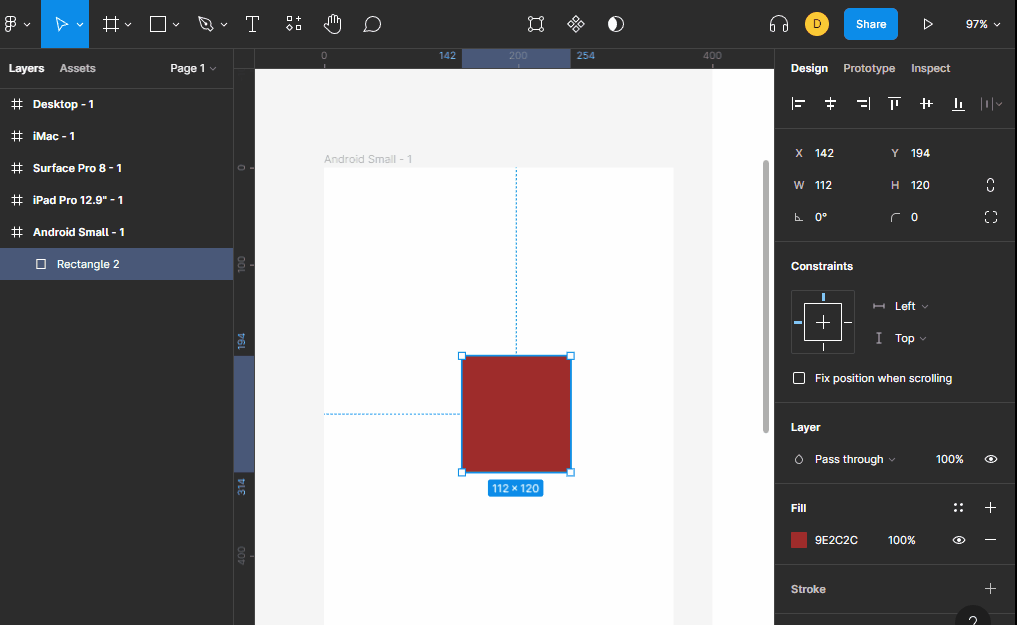 D
Share
97%
Layers Assets Page 1
Design Prototype Inspect
0 142 200 254 400
Desktop - 1
iMac - 1
Surface Pro 8 - 1
iPad Pro 12.9" - 1
Android Small - 1
Rectangle 2
0
100
194
314
400
Android Small - 1
112 × 120
X 142 Y 194
W 112 H 120
0° 0
Constraints
Left
Top
Fix position when scrolling
Layer
Pass through 100%
Fill
9E2C2C 100%
Stroke
?